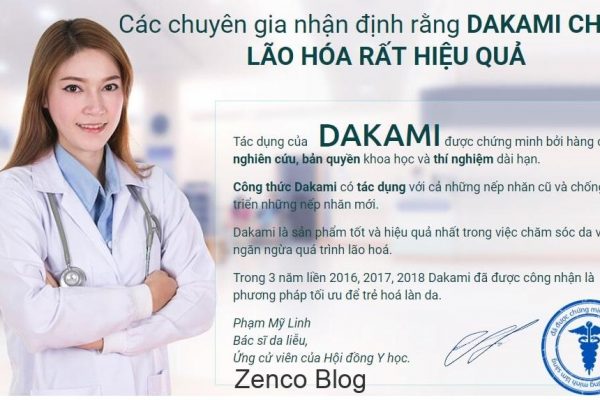 Các chuyên gia nhận định rằng DAKAMI CH
LÃO HÓA RẤT HIỆU QUẢ
Tác dụng của DAKAMI được chứng minh bởi hàng
nghiên cứu, bản quyền khoa học và thí nghiệm dài hạn.
Công thức Dakami có tác dụng với cả những nếp nhăn cũ và chống
triển những nếp nhăn mới.
Dakami là sản phẩm tốt và hiệu quả nhất trong việc chăm sóc da v
ngăn ngừa quá trình lão hoá.
Trong 3 năm liền 2016, 2017, 2018 Dakami đã được công nhận là
phương pháp tối ưu để trẻ hoá làn da.
Phạm Mỹ Linh
Bác sĩ da liễu,
Ứng cử viên của Hội đồng Y học.
Zenco Blog
đã được chứng minh